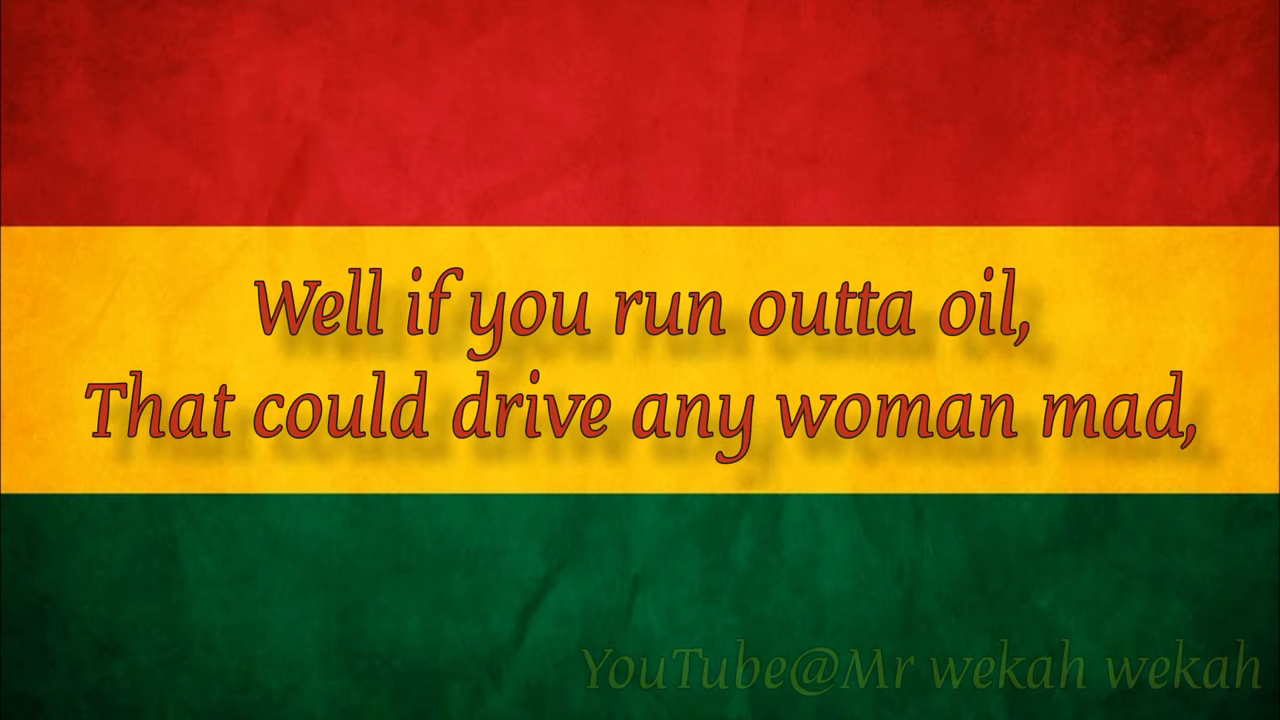 Well if you run outta oil,
That could drive any woman mad,
YouTube@Mr wekah wekah